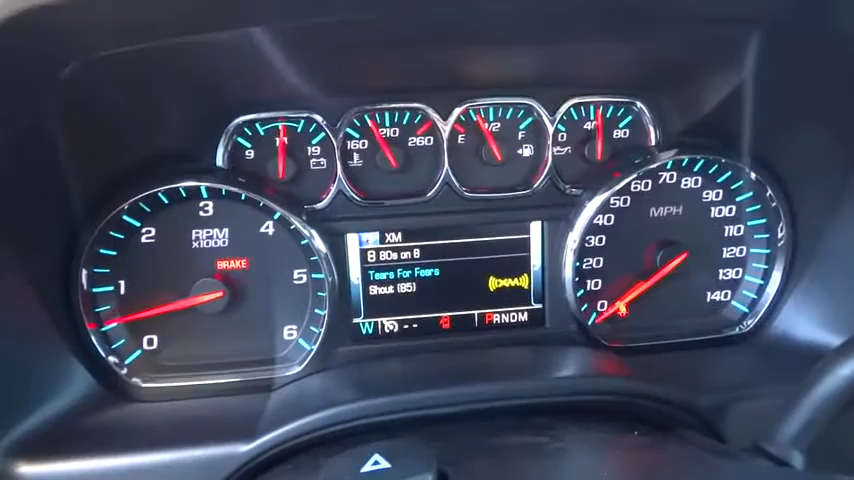 9 14 19
160 210 260
E 1/2 F
0 40 80
0 1 2 3 4 5 6
RPM
X1000
BRAKE
XM
8 80s on 8
Tears For Fears
Shout (85)
W -- PRNDM
0 10 20 30 40 50 60 70 80 90 100 110 120 130 140
MPH